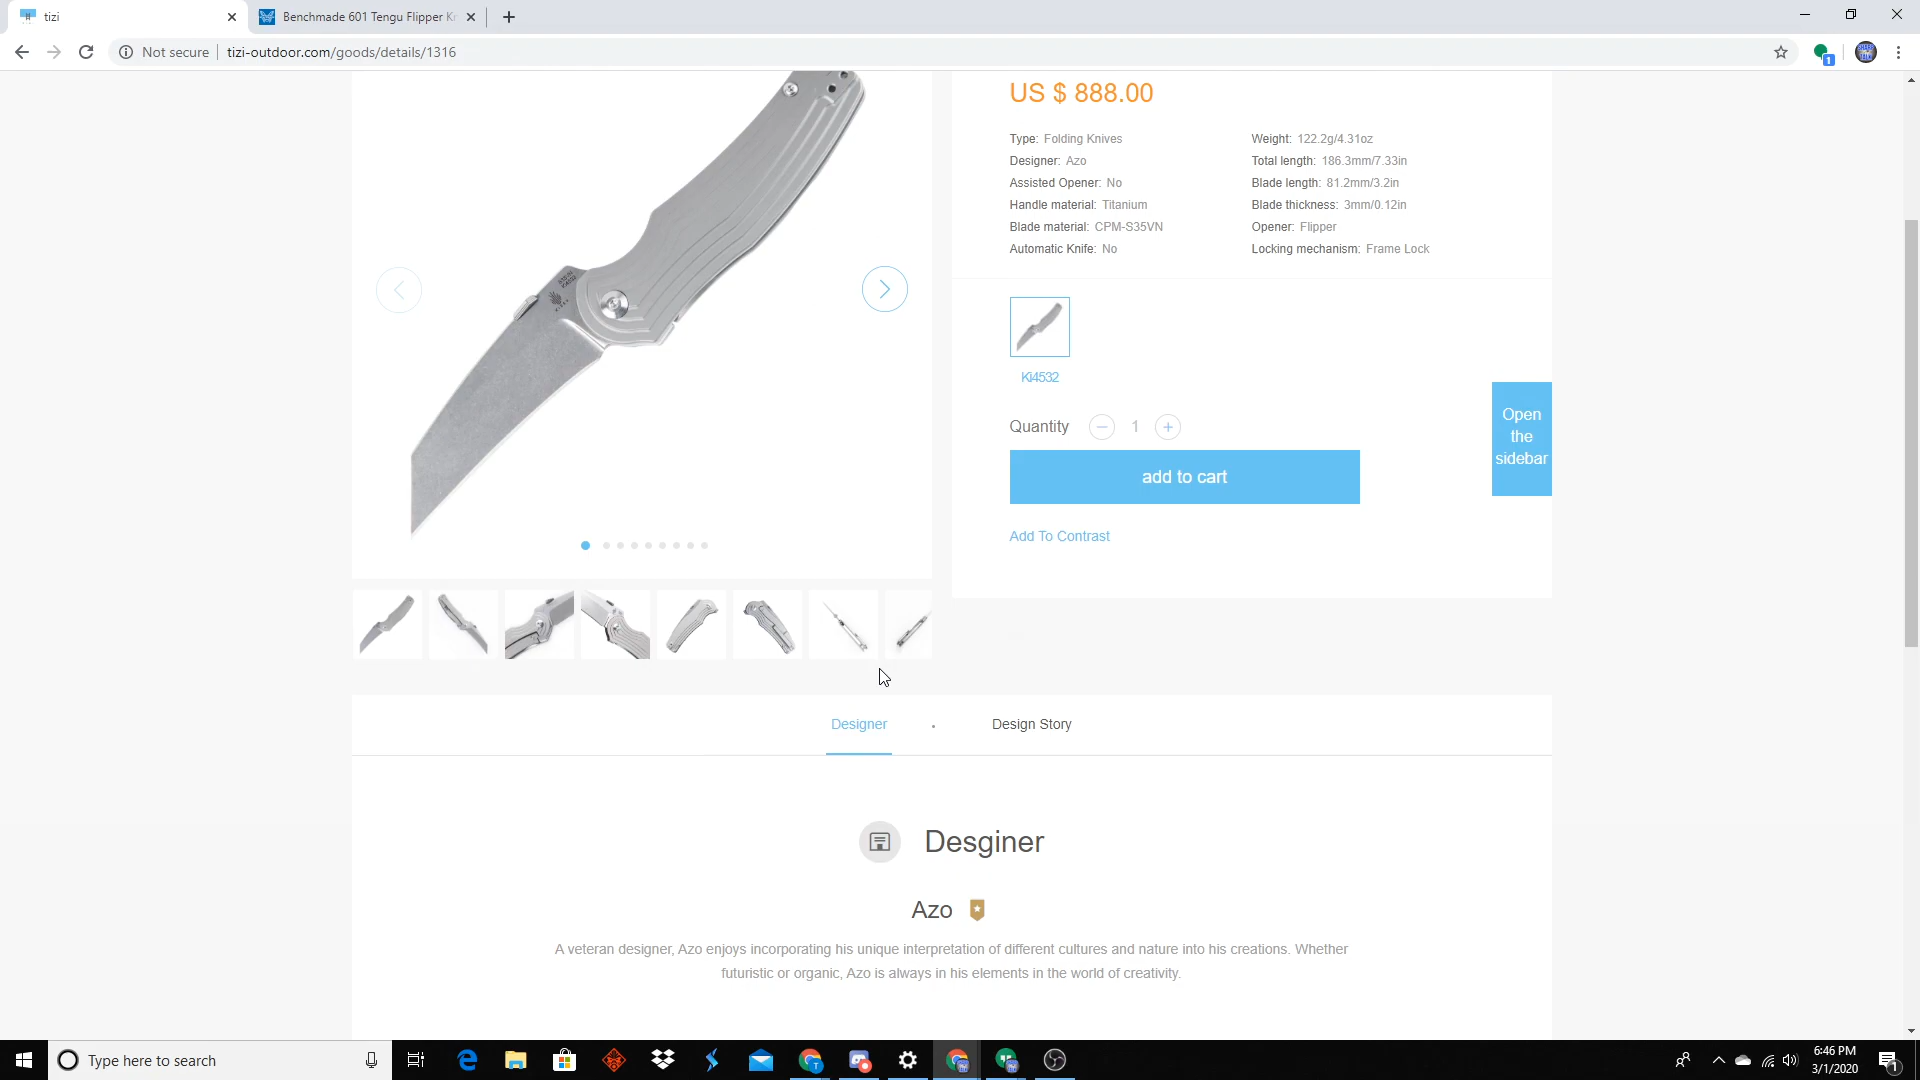 tizi
Benchmade 601 Tengu Flipper Kn
Not secure
tizi-outdoor.com/goods/details/1316
1
US $ 888.00
Type: Folding Knives
Weight: 122.2g/4.31oz
Designer: Azo
Total length: 186.3mm/7.33in
Assisted Opener: No
Blade length: 81.2mm/3.2in
Handle material: Titanium
Blade thickness: 3mm/0.12in
Blade material: CPM-S35VN
Opener: Flipper
Automatic Knife: No
Locking mechanism: Frame Lock
Ki4532
Quantity
1
add to cart
Add To Contrast
Open
the
sidebar
Designer
Design Story
Desginer
Azo
A veteran designer, Azo enjoys incorporating his unique interpretation of different cultures and nature into his creations. Whether
futuristic or organic, Azo is always in his elements in the world of creativity.
Type here to search
6:46 PM
3/1/2020
1